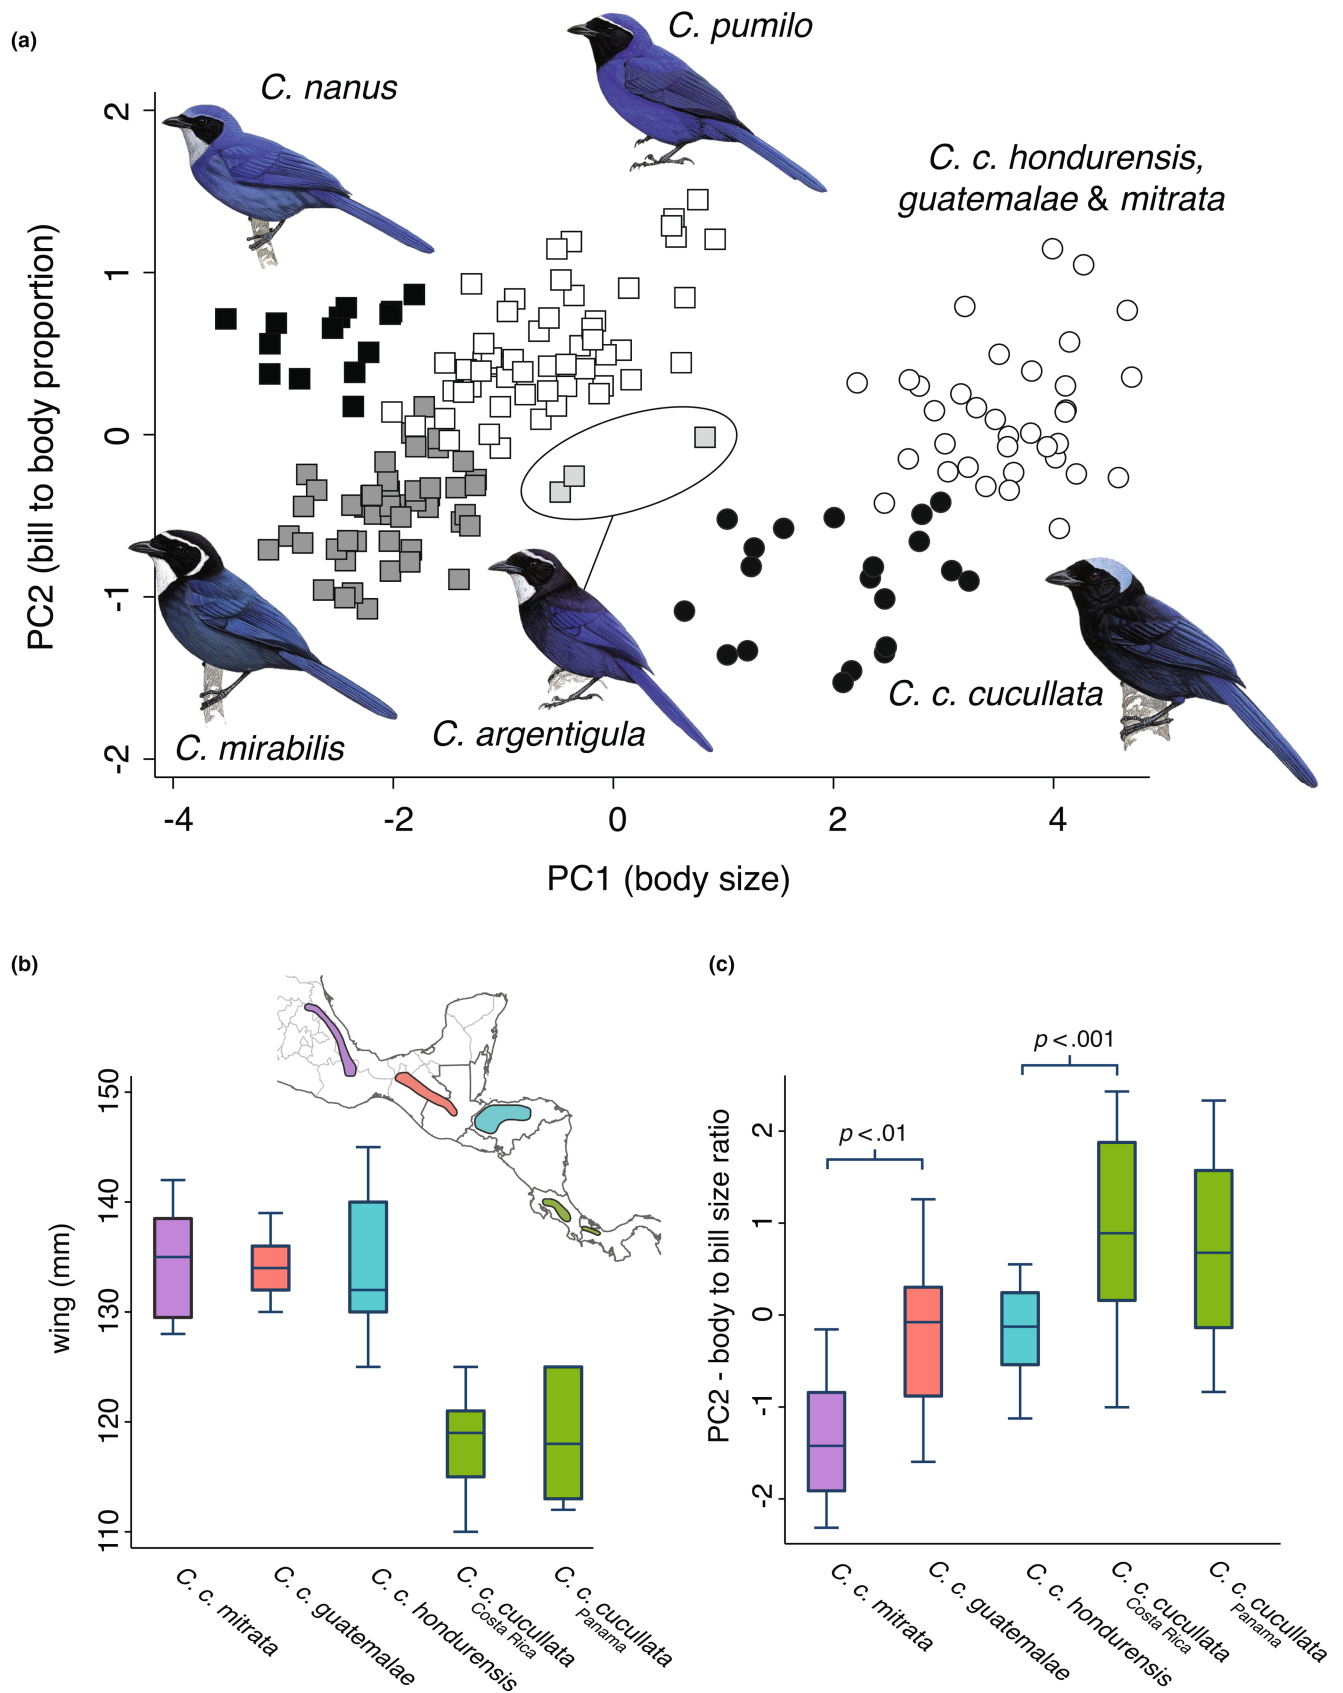 (a)
C. pumilo
C. nanus
C. c. hondurensis,
guatemalae & mitrata
2
1
0
-1
-2
PC2 (bill to body proportion)
C. mirabilis
C. argentigula
C. c. cucullata
-4
-2
0
2
4
PC1 (body size)
(b)
150
140
130
120
110
wing (mm)
C. c. mitrata
C. c. guatemalae
C. c. hondurensis
C. c. cucullata
Costa Rica
C. c. cucullata
Panama
(c)
p <.001
p <.01
2
1
0
-1
-2
PC2 - body to bill size ratio
C. c. mitrata
C. c. guatemalae
C. c. hondurensis
C. c. cucullata
Costa Rica
C. c. cucullata
Panama